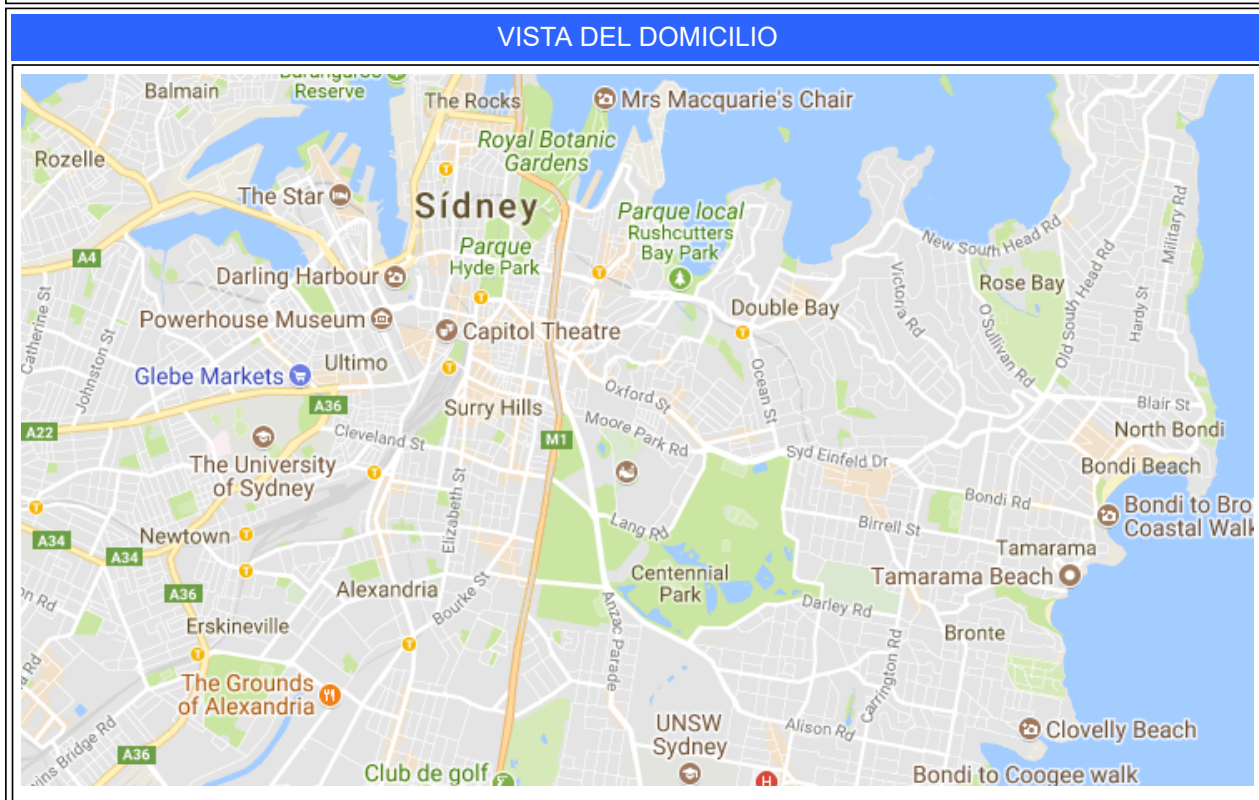 VISTA DEL DOMICILIO
Balmain
Reserve
The Rocks
Mrs Macquarie's Chair
Royal Botanic
Gardens
Rozelle
The Star
Sídney
Parque local
Rushcutters
Bay Park
Parque
Hyde Park
New South Head Rd
Military Rd
A4
Darling Harbour
Victoria Rd
Rose Bay
Old South Head Rd
Hardy St
Double Bay
Catherine St
Johnston St
Powerhouse Museum
Capitol Theatre
O'Sullivan Rd
Ultimo
Glebe Markets
Ocean St
Oxford St
A36
Surry Hills
Blair St
Moore Park Rd
A22
Cleveland St
M1
North Bondi
The University
of Sydney
Syd Einfeld Dr
Bondi Beach
Elizabeth St
Bondi Rd
Bondi to Bro
Coastal Walk
Lang Rd
Birrell St
Newtown
A34
A34
Tamarama
Centennial
Park
Tamarama Beach
Alexandria
A36
Bourke St
Darley Rd
on Rd
Erskineville
Anzac Parade
Bronte
Carrington Rd
The Grounds
of Alexandria
UNSW
Sydney
Alison Rd
Clovelly Beach
wins Bridge Rd
A36
Club de golf
H
Bondi to Coogee walk